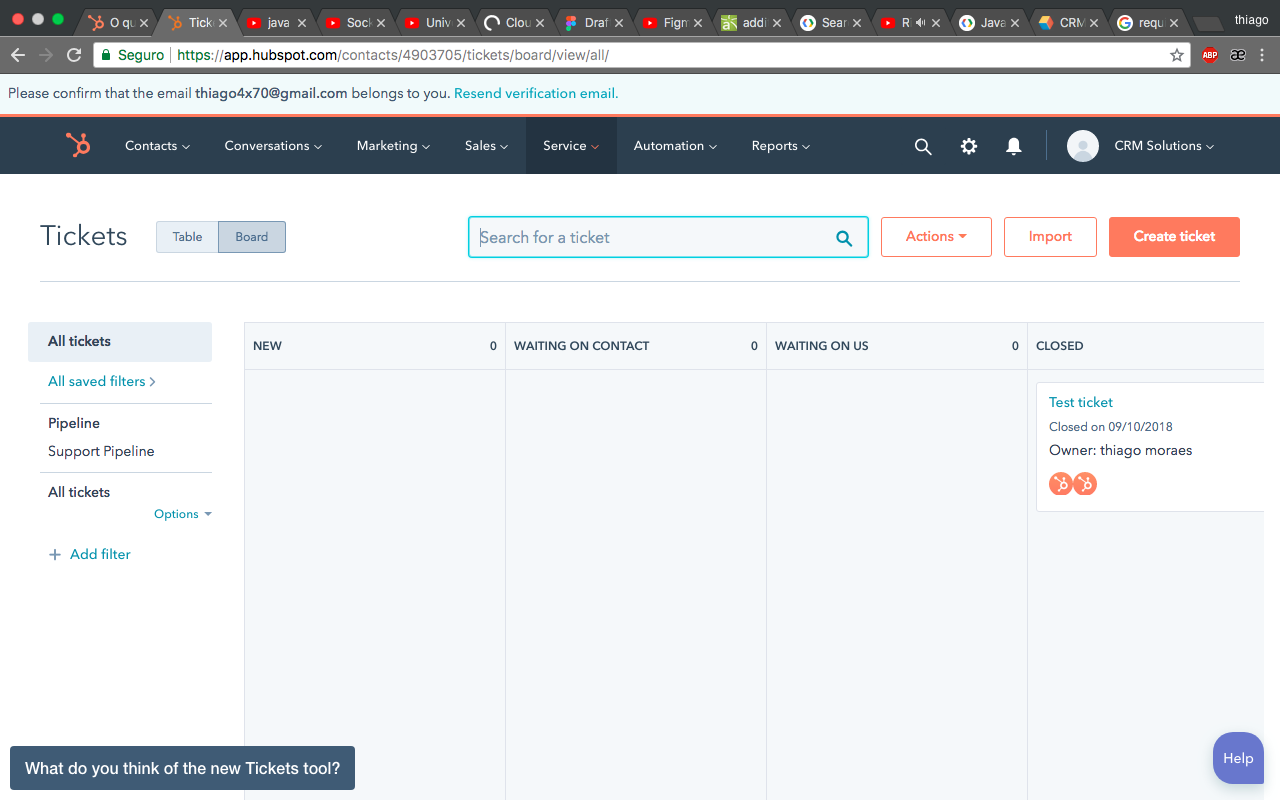 O qu
Ticke
java
Sock
Univ
Clou
Draf
Figm
addi
Sear
Ri
Java
CRM
requ
thiago
Seguro https://app.hubspot.com/contacts/4903705/tickets/board/view/all/
ABP
æ
Please confirm that the email thiago4x70@gmail.com belongs to you. Resend verification email.
Contacts Conversations Marketing Sales Service Automation Reports CRM Solutions
Tickets Table Board Search for a ticket Actions Import Create ticket
All tickets
All saved filters
Pipeline
Support Pipeline
All tickets
Options
+ Add filter
NEW 0 WAITING ON CONTACT 0 WAITING ON US 0 CLOSED
Test ticket
Closed on 09/10/2018
Owner: thiago moraes
What do you think of the new Tickets tool?
Help